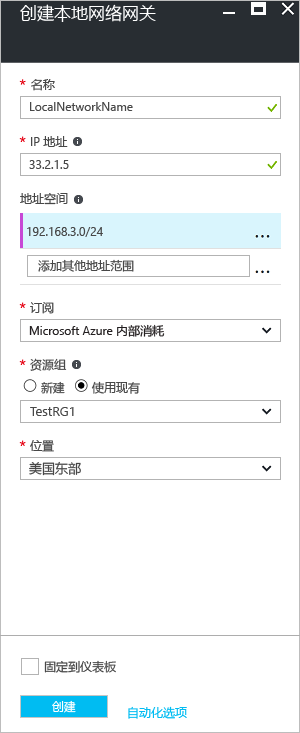 创建本地网络网关
* 名称
LocalNetworkName
* IP 地址
33.2.1.5
地址空间
192.168.3.0/24
...
添加其他地址范围
...
* 订阅
Microsoft Azure 内部消耗
* 资源组
新建 使用现有
TestRG1
* 位置
美国东部
固定到仪表板
创建 自动化选项